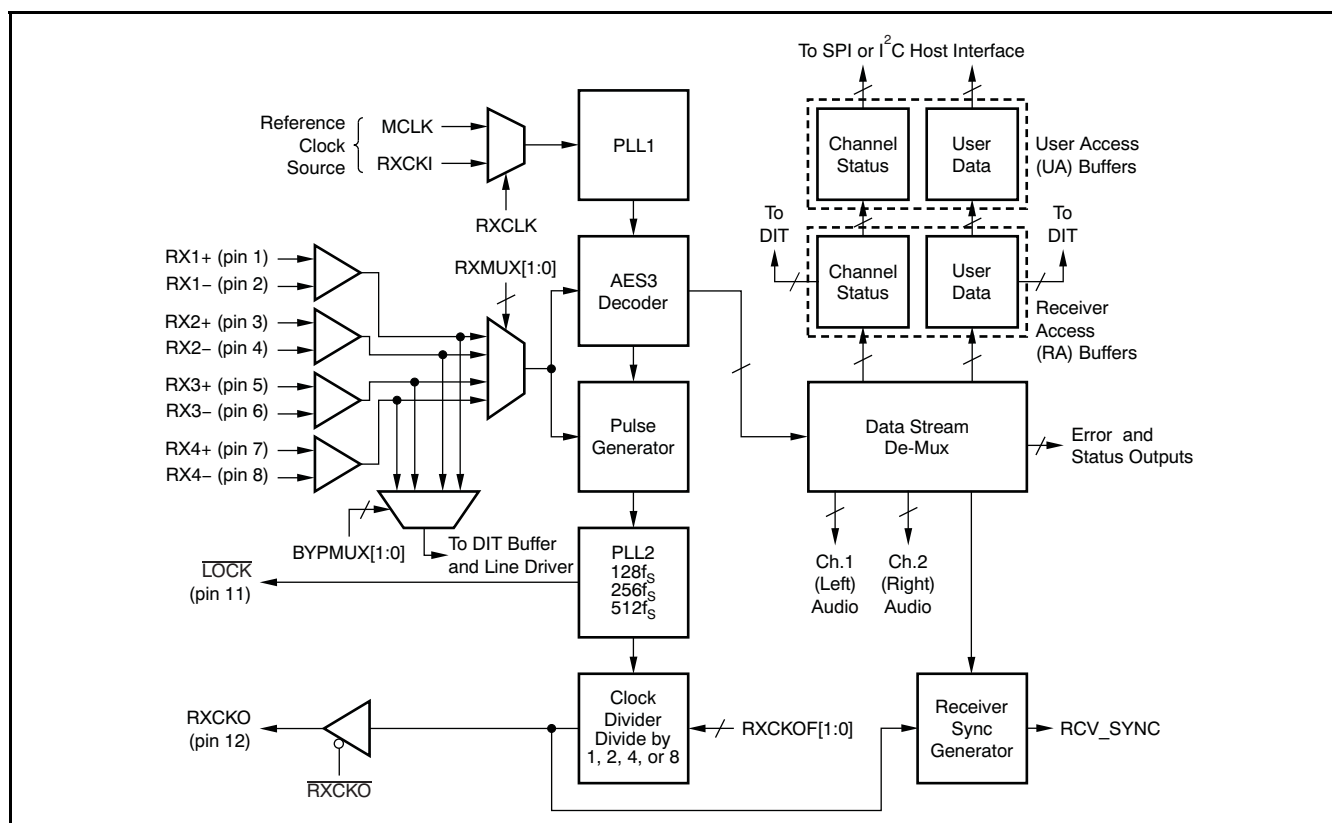 To SPI or I²C Host Interface
Reference
Clock
Source
MCLK
RXCKI
RXCLK
PLL1
Channel
Status
User
Data
User Access
(UA) Buffers
To
DIT
To
DIT
Channel
Status
User
Data
Receiver
Access
(RA) Buffers
RX1+ (pin 1)
RX1− (pin 2)
RX2+ (pin 3)
RX2− (pin 4)
RX3+ (pin 5)
RX3− (pin 6)
RX4+ (pin 7)
RX4− (pin 8)
RXMUX[1:0]
AES3
Decoder
Pulse
Generator
Data Stream
De-Mux
Error and
Status Outputs
BYPMUX[1:0]
To DIT Buffer
and Line Driver
LOCK
(pin 11)
PLL2
128fS
256fS
512fS
Ch.1
(Left)
Audio
Ch.2
(Right)
Audio
RXCKO
(pin 12)
RXCKO
Clock
Divider
Divide by
1, 2, 4, or 8
RXCKOF[1:0]
Receiver
Sync
Generator
RCV_SYNC